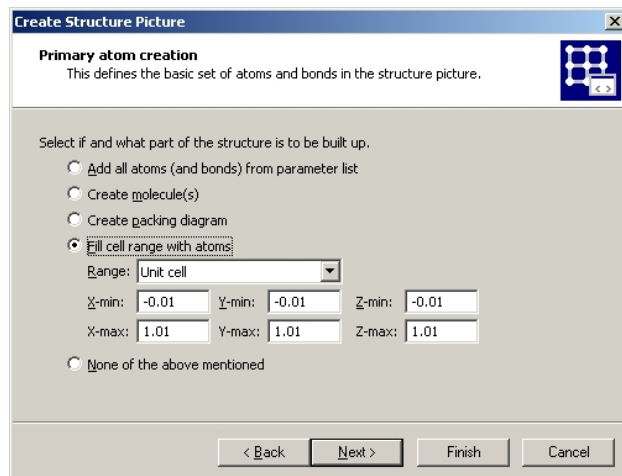 Create Structure Picture
Primary atom creation
This defines the basic set of atoms and bonds in the structure picture.
Select if and what part of the structure is to be built up.
Add all atoms (and bonds) from parameter list
Create molecule(s)
Create packing diagram
Fill cell range with atoms
Range: Unit cell
X-min: -0.01 Y-min: -0.01 Z-min: -0.01
X-max: 1.01 Y-max: 1.01 Z-max: 1.01
None of the above mentioned
< Back Next > Finish Cancel